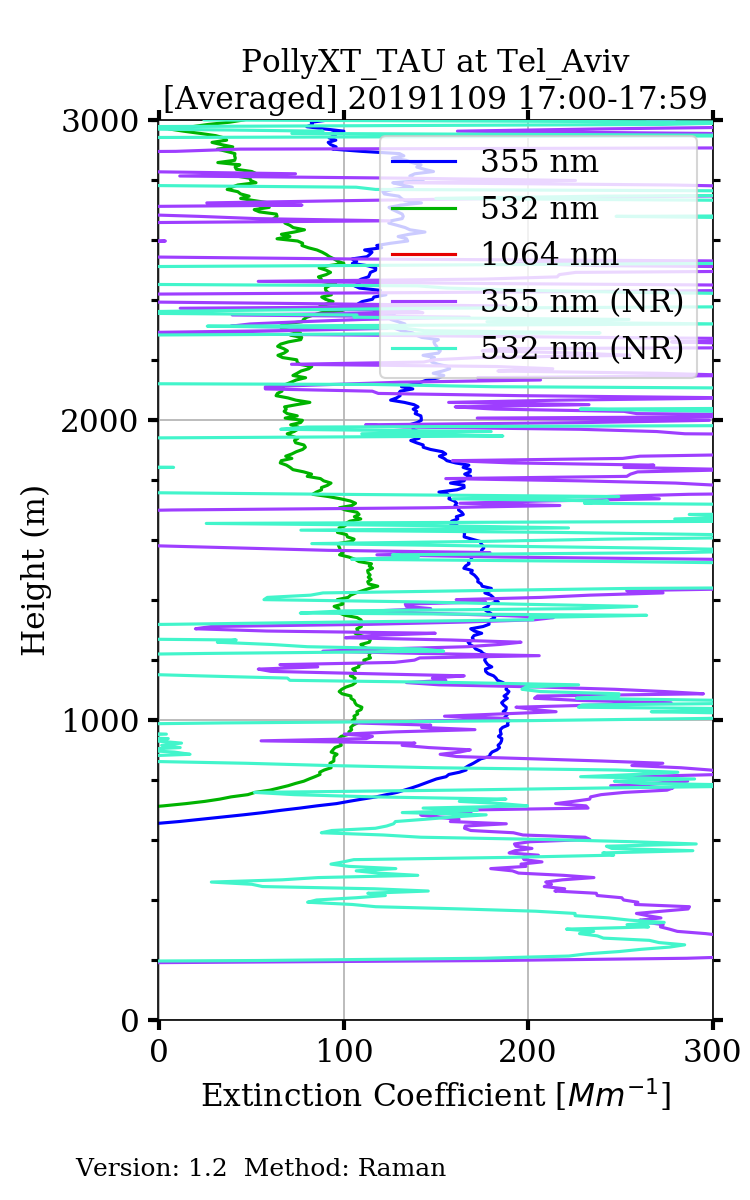 PollyXT_TAU at Tel_Aviv
[Averaged] 20191109 17:00-17:59
3000
2000
1000
0
Height (m)
355 nm
532 nm
1064 nm
355 nm (NR)
532 nm (NR)
0 100 200 300
Extinction Coefficient [Mm⁻¹]
Version: 1.2 Method: Raman